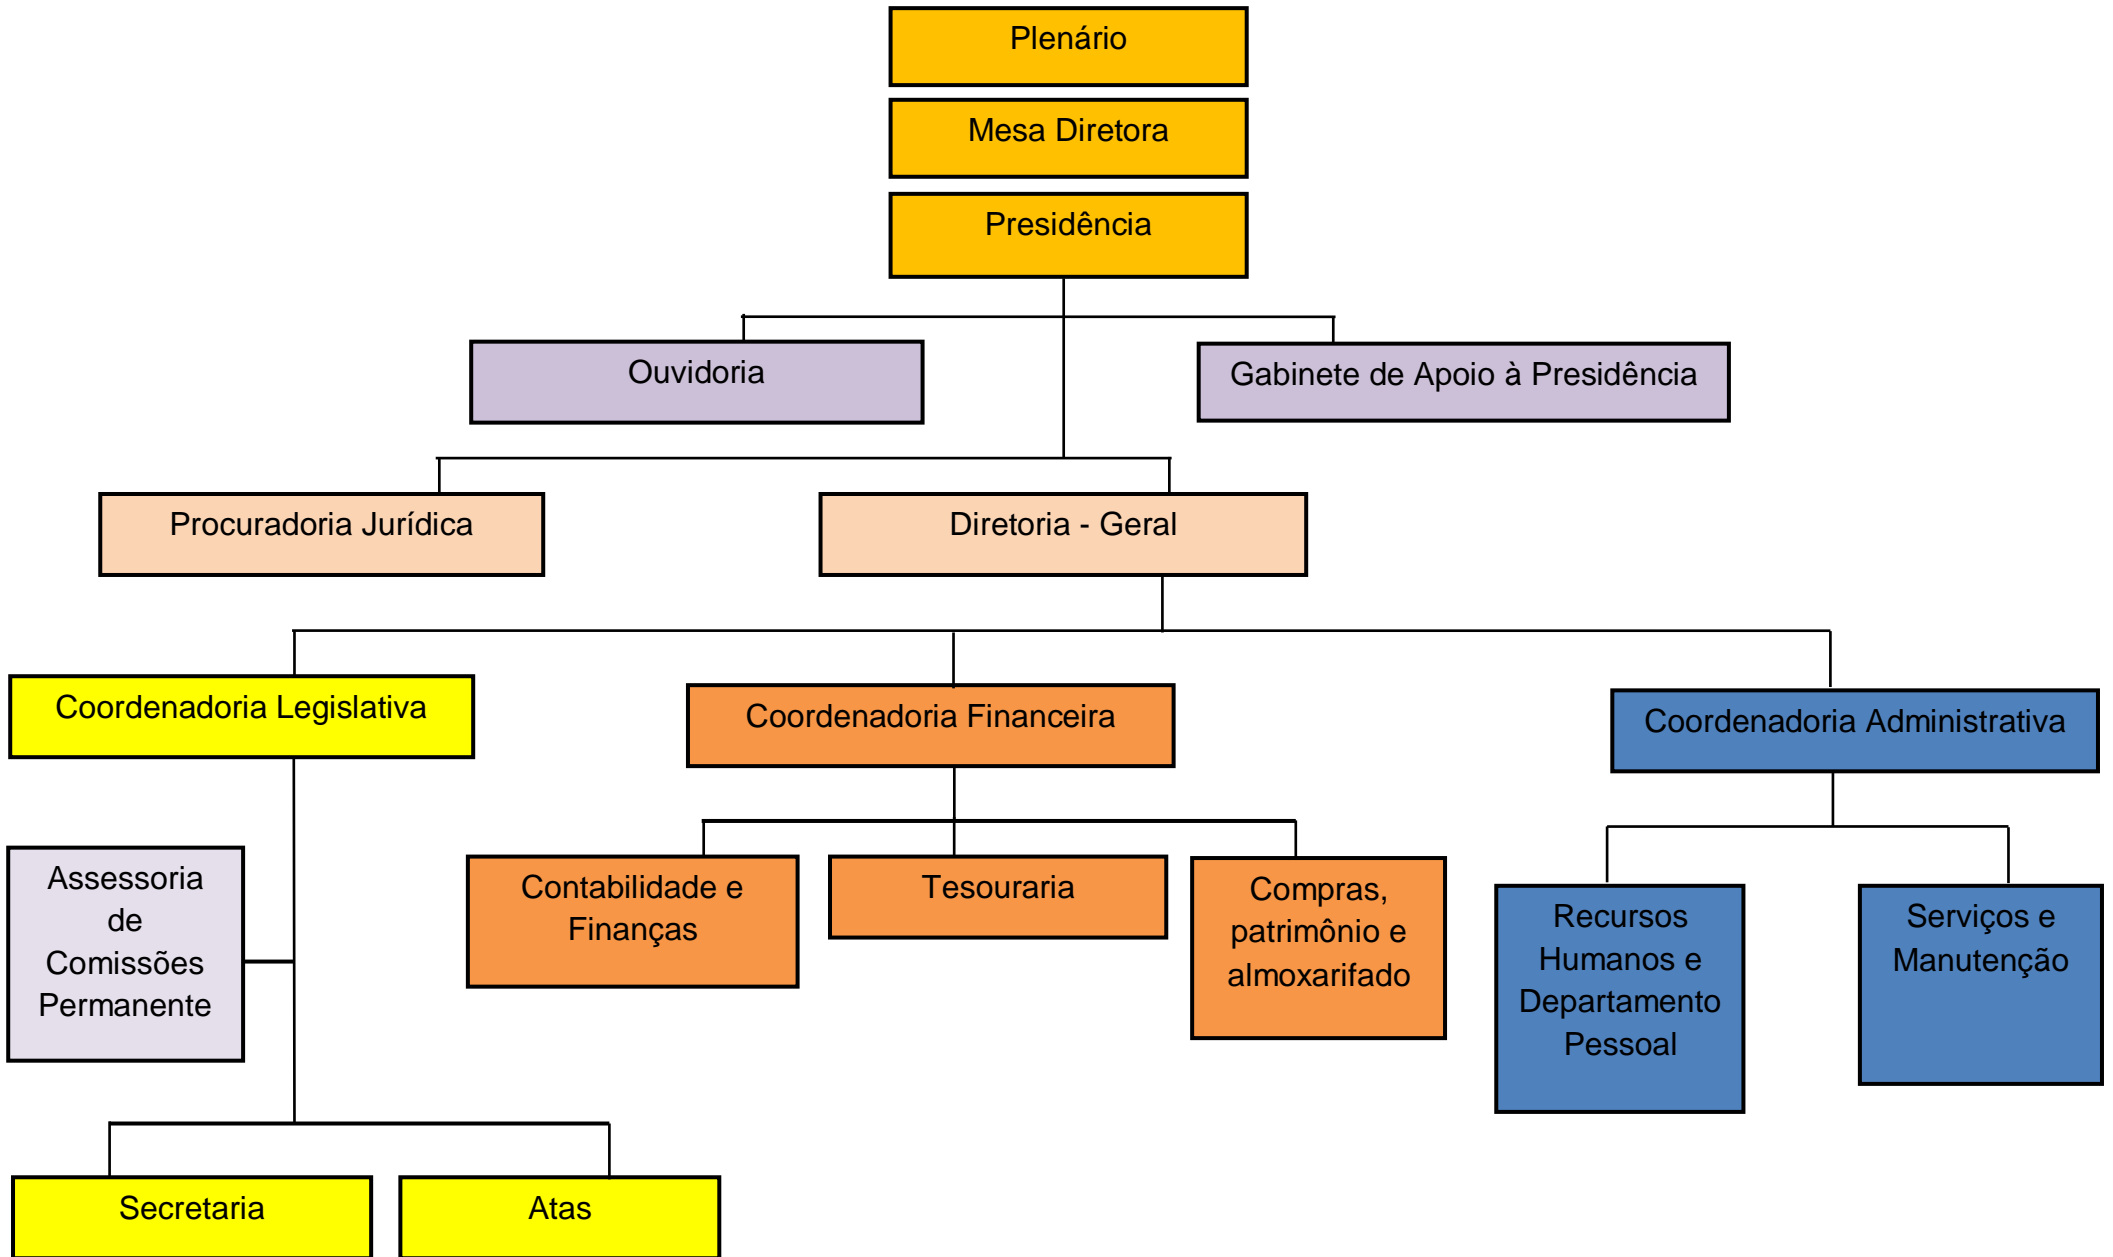 Plenário
Mesa Diretora
Presidência
Ouvidoria
Gabinete de Apoio à Presidência
Procuradoria Jurídica
Diretoria - Geral
Coordenadoria Legislativa
Coordenadoria Financeira
Coordenadoria Administrativa
Assessoria
de
Comissões
Permanente
Contabilidade e
Finanças
Tesouraria
Compras,
patrimônio e
almoxarifado
Recursos
Humanos e
Departamento
Pessoal
Serviços e
Manutenção
Secretaria
Atas